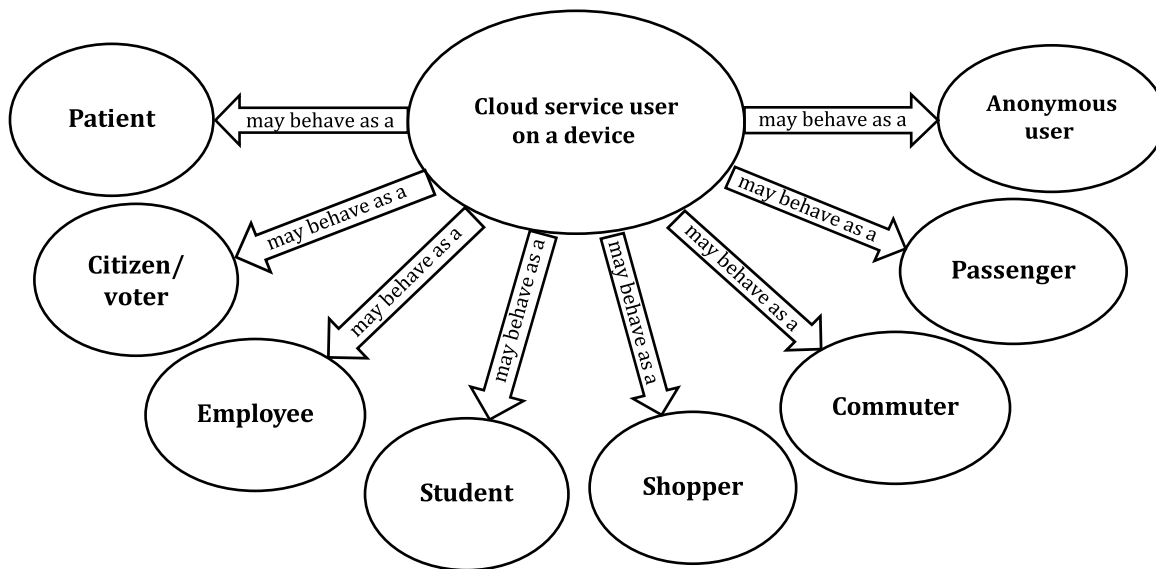 Cloud service user
on a device
may behave as a
Patient
may behave as a
Citizen/
voter
may behave as a
Employee
may behave as a
Student
may behave as a
Shopper
may behave as a
Commuter
may behave as a
Passenger
may behave as a
Anonymous
user